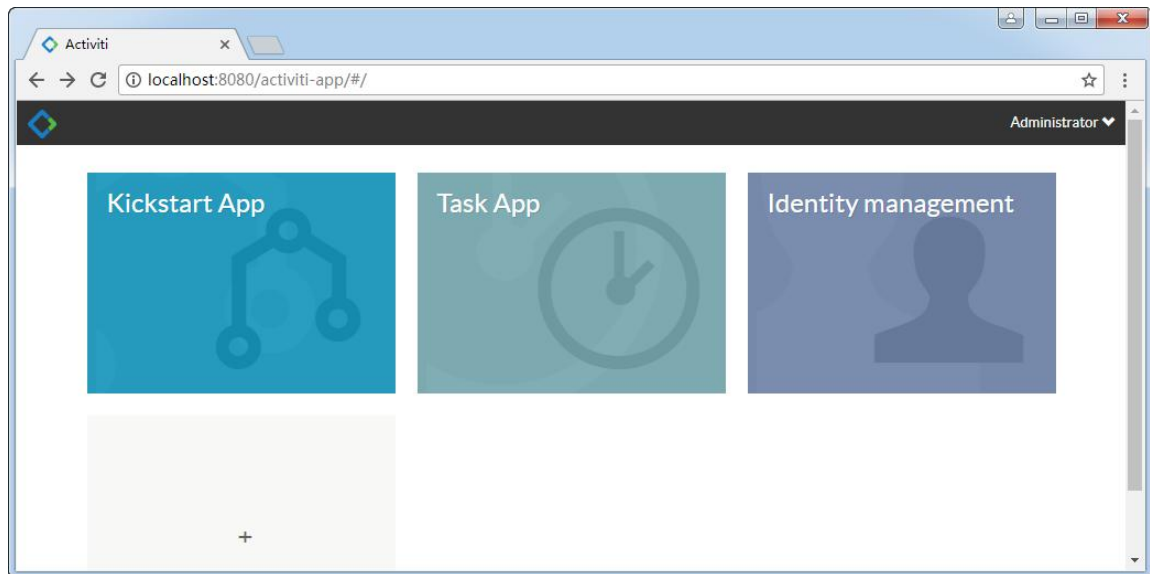 Activiti
localhost:8080/activiti-app/#/
Administrator
Kickstart App
Task App
Identity management
+